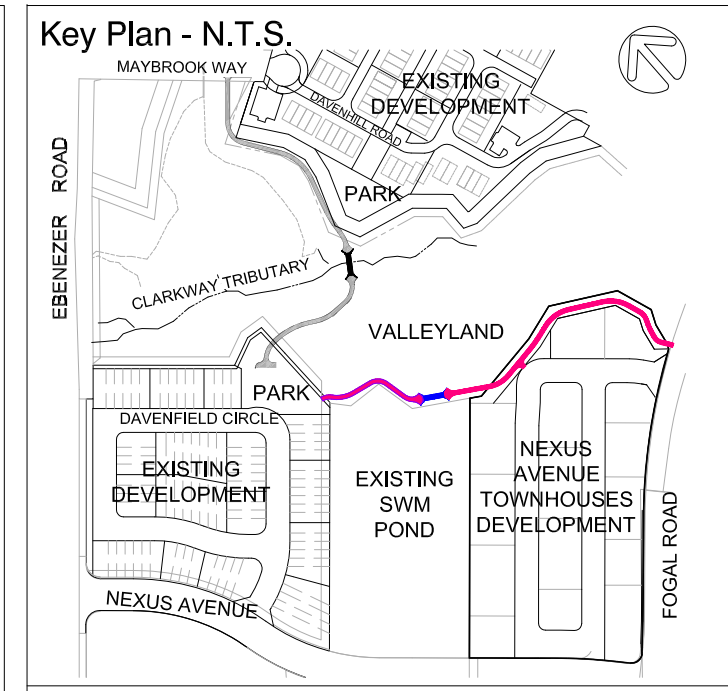 Key Plan - N.T.S.
MAYBROOK WAY
EXISTING
DEVELOPMENT
DAVENHILL ROAD
EBENEZER ROAD
PARK
CLARKWAY TRIBUTARY
VALLEYLAND
PARK
DAVENFIELD CIRCLE
EXISTING
DEVELOPMENT
EXISTING
SWM
POND
NEXUS
AVENUE
TOWNHOUSES
DEVELOPMENT
FOGAL ROAD
NEXUS AVENUE